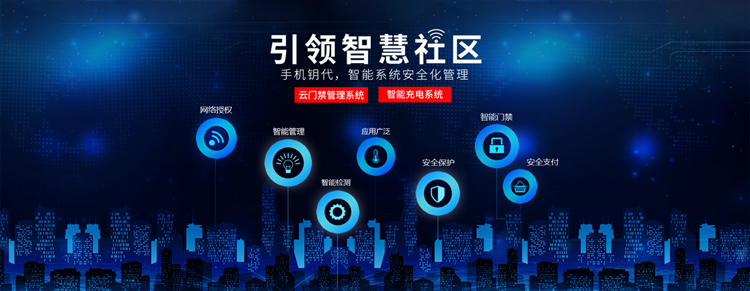 引领智慧社区
手机钥代，智能系统安全化管理
云门禁管理系统 智能充电系统
网络授权
智能管理
应用广泛
智能门禁
安全保护
安全支付
智能检测